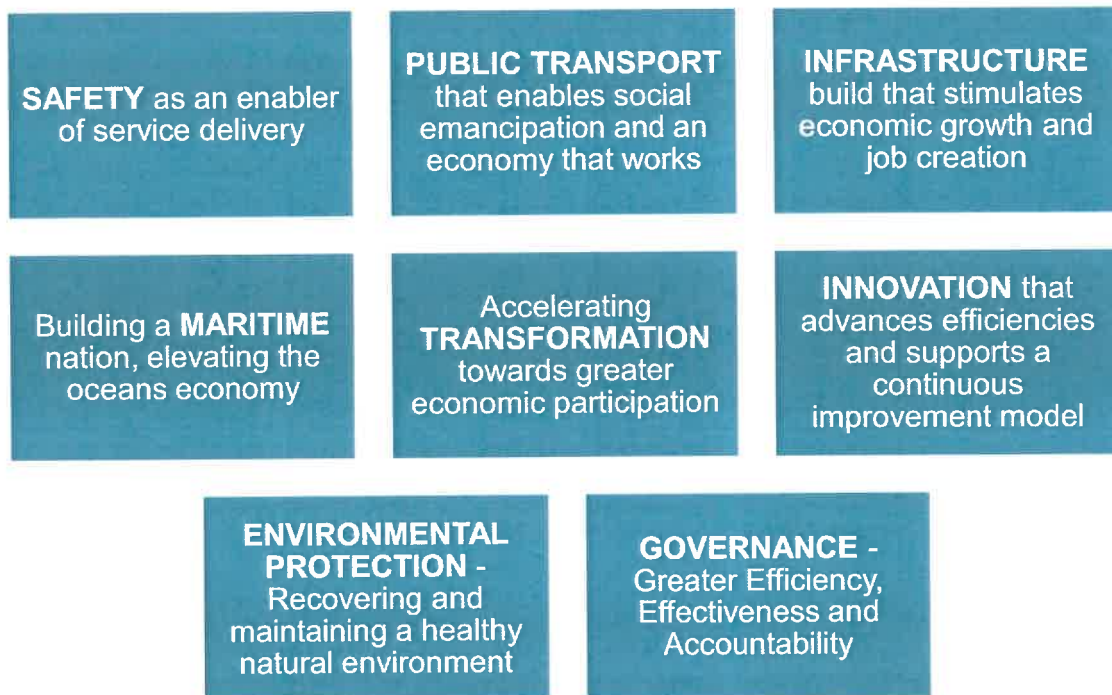 SAFETY as an enabler
of service delivery
PUBLIC TRANSPORT
that enables social
emancipation and an
economy that works
INFRASTRUCTURE
build that stimulates
economic growth and
job creation
Building a MARITIME
nation, elevating the
oceans economy
Accelerating
TRANSFORMATION
towards greater
economic participation
INNOVATION that
advances efficiencies
and supports a
continuous
improvement model
ENVIRONMENTAL
PROTECTION -
Recovering and
maintaining a healthy
natural environment
GOVERNANCE -
Greater Efficiency,
Effectiveness and
Accountability